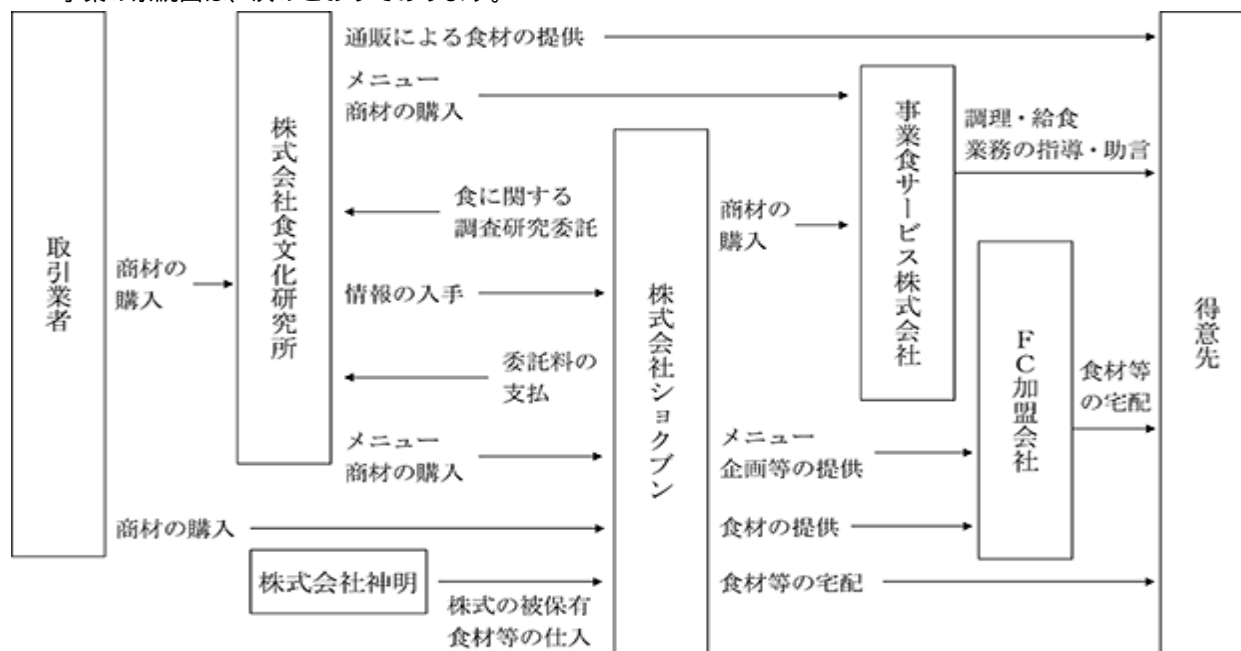 事業の系統図は、次のとおりであります。
取引業者
商材の
購入
株式会社食文化研究所
通販による食材の提供
メニュー
商材の購入
食に関する
調査研究委託
情報の入手
委託料の
支払
メニュー
商材の購入
商材の購入
株式会社神明
株式の被保有
食材等の仕入
株式会社ショクブン
商材の
購入
事業食サービス株式会社
調理・給食
業務の指導・助言
メニュー
企画等の提供
食材の提供
FC加盟会社
食材等
の宅配
食材等の宅配
得意先